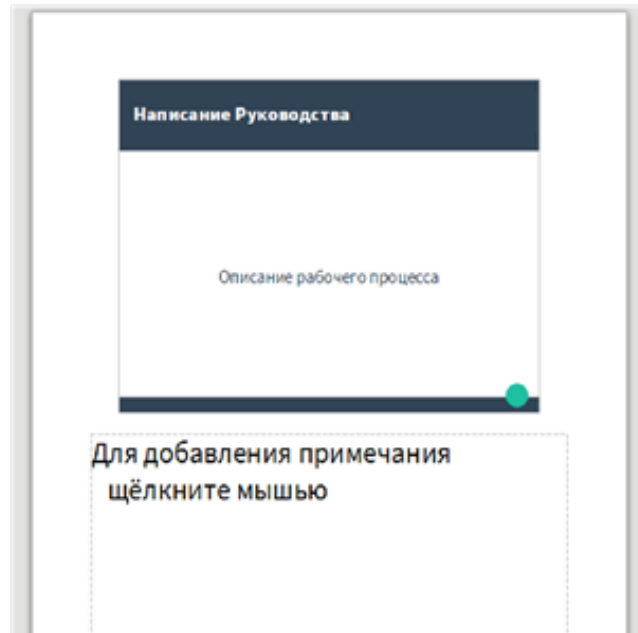 Написание Руководства
Описание рабочего процесса
Для добавления примечания
щёлкните мышью